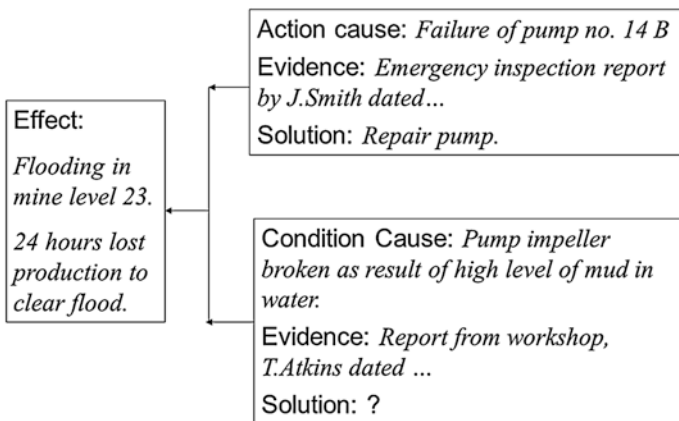 Effect:
Flooding in
mine level 23.
24 hours lost
production to
clear flood.
Action cause: Failure of pump no. 14 B
Evidence: Emergency inspection report
by J.Smith dated…
Solution: Repair pump.
Condition Cause: Pump impeller
broken as result of high level of mud in
water.
Evidence: Report from workshop,
T.Atkins dated …
Solution: ?